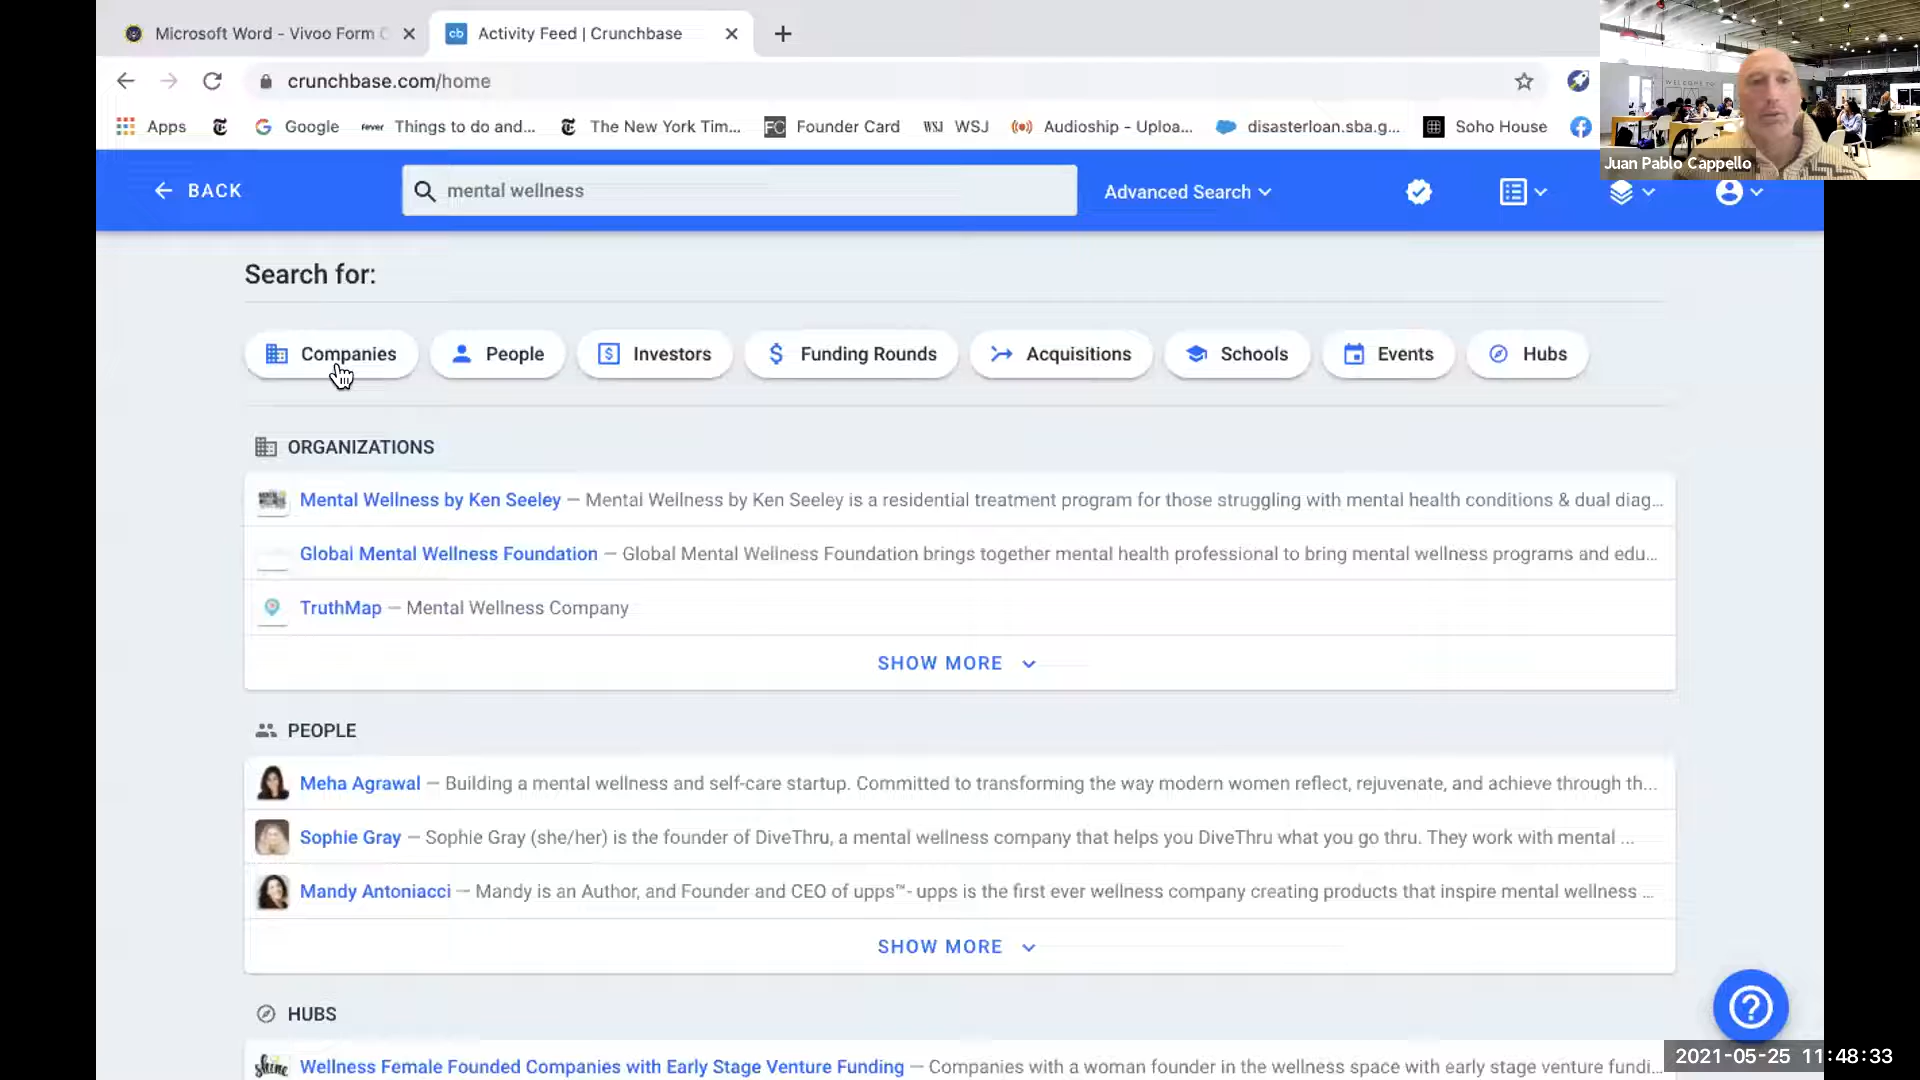 Microsoft Word - Vivoo Form C
Activity Feed | Crunchbase
crunchbase.com/home
Apps
Google
Things to do and...
The New York Tim...
FC
Founder Card
WSJ
WSJ
Audioship - Uploa...
disasterloan.sba.g...
Soho House
Juan Pablo Cappello
BACK
mental wellness
Advanced Search
Search for:
Companies
People
Investors
Funding Rounds
Acquisitions
Schools
Events
Hubs
ORGANIZATIONS
Mental Wellness by Ken Seeley — Mental Wellness by Ken Seeley is a residential treatment program for those struggling with mental health conditions & dual diag...
Global Mental Wellness Foundation — Global Mental Wellness Foundation brings together mental health professional to bring mental wellness programs and edu...
TruthMap — Mental Wellness Company
SHOW MORE
PEOPLE
Meha Agrawal — Building a mental wellness and self-care startup. Committed to transforming the way modern women reflect, rejuvenate, and achieve through th...
Sophie Gray — Sophie Gray (she/her) is the founder of DiveThru, a mental wellness company that helps you DiveThru what you go thru. They work with mental ...
Mandy Antoniacci — Mandy is an Author, and Founder and CEO of upps™- upps is the first ever wellness company creating products that inspire mental wellness ...
SHOW MORE
HUBS
shine
Wellness Female Founded Companies with Early Stage Venture Funding — Companies with a woman founder in the wellness space with early stage venture fundi...
2021-05-25 11:48:33